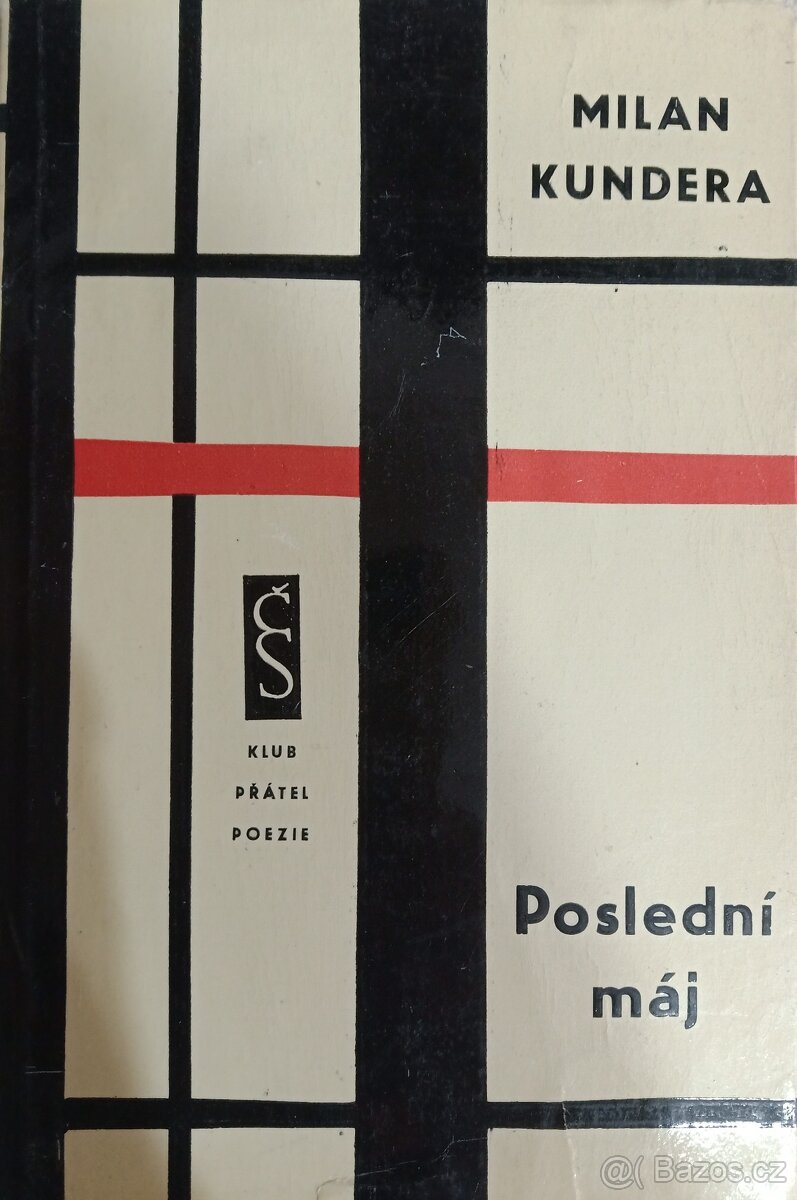 MILAN
KUNDERA
ČS
KLUB
PŘÁTEL
POEZIE
Poslední
máj
@( Bazos.cz